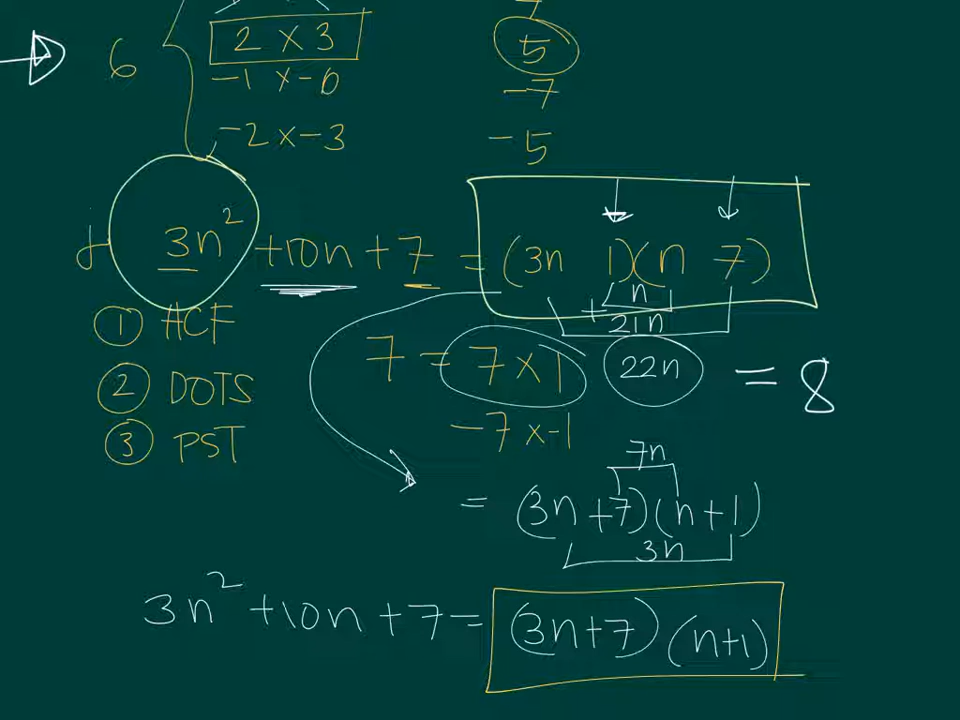 7
6 { 2 × 3 5
-1 × -6 -7
-2 × -3 -5
d 3n² + 10n + 7 = (3n 1)(n 7)
① HCF + n
21n
7 = 7 × 1 22n = 8
② DOTS
-7 × -1
③ PST
7n
= (3n+7)(n+1)
3n
3n² + 10n + 7 = (3n+7)(n+1)